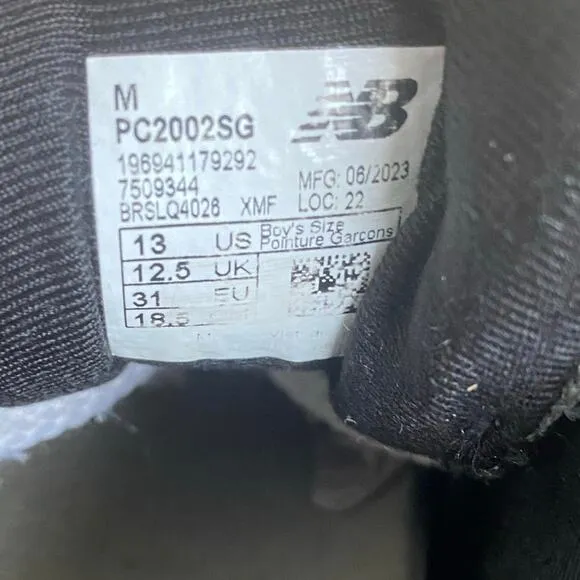 M
NB
PC2002SG
196941179292
7509344
MFG: 06/2023
BRSLQ4026 XMF LOC: 22
13 US Boy's Size
Pointure Garcons
12.5 UK
31 EU
18.5